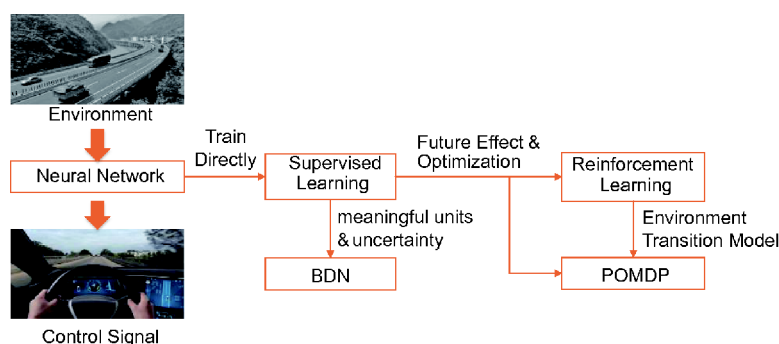 Environment
Neural Network
Control Signal
Train
Directly
Supervised
Learning
meaningful units
& uncertainty
BDN
Future Effect &
Optimization
Reinforcement
Learning
Environment
Transition Model
POMDP